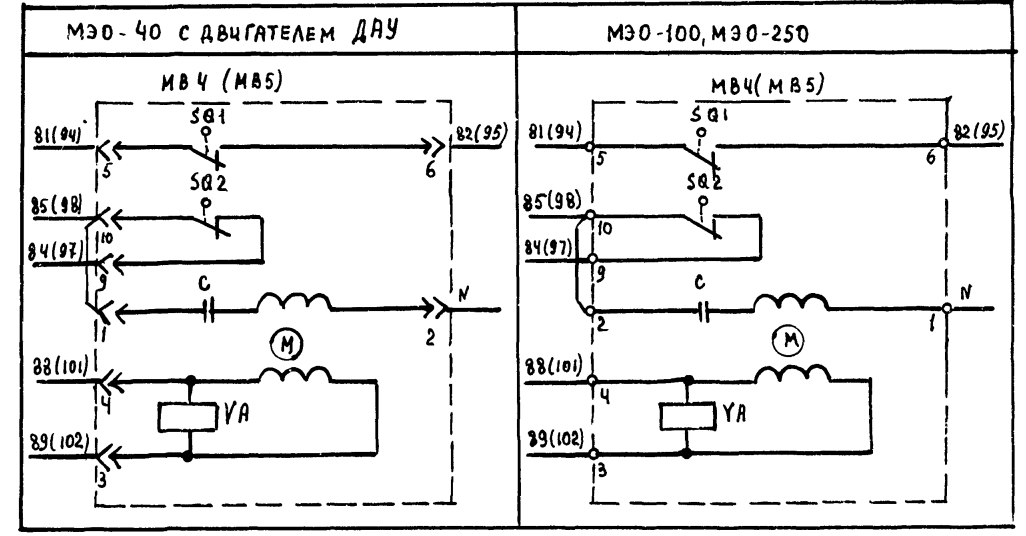 МЭО-40 С ДВИГАТЕЛЕМ ДАУ
МВ4 (МВ5)
SQ1
81(94)
5
82(95)
6
SQ2
85(98)
10
84(97)
9
C
1
N
2
M
88(101)
4
YA
89(102)
3
МЭО-100, МЭО-250
МВ4(МВ5)
SQ1
81(94)
5
82(95)
6
SQ2
85(98)
10
84(97)
9
C
2
N
1
M
88(101)
4
YA
89(102)
3